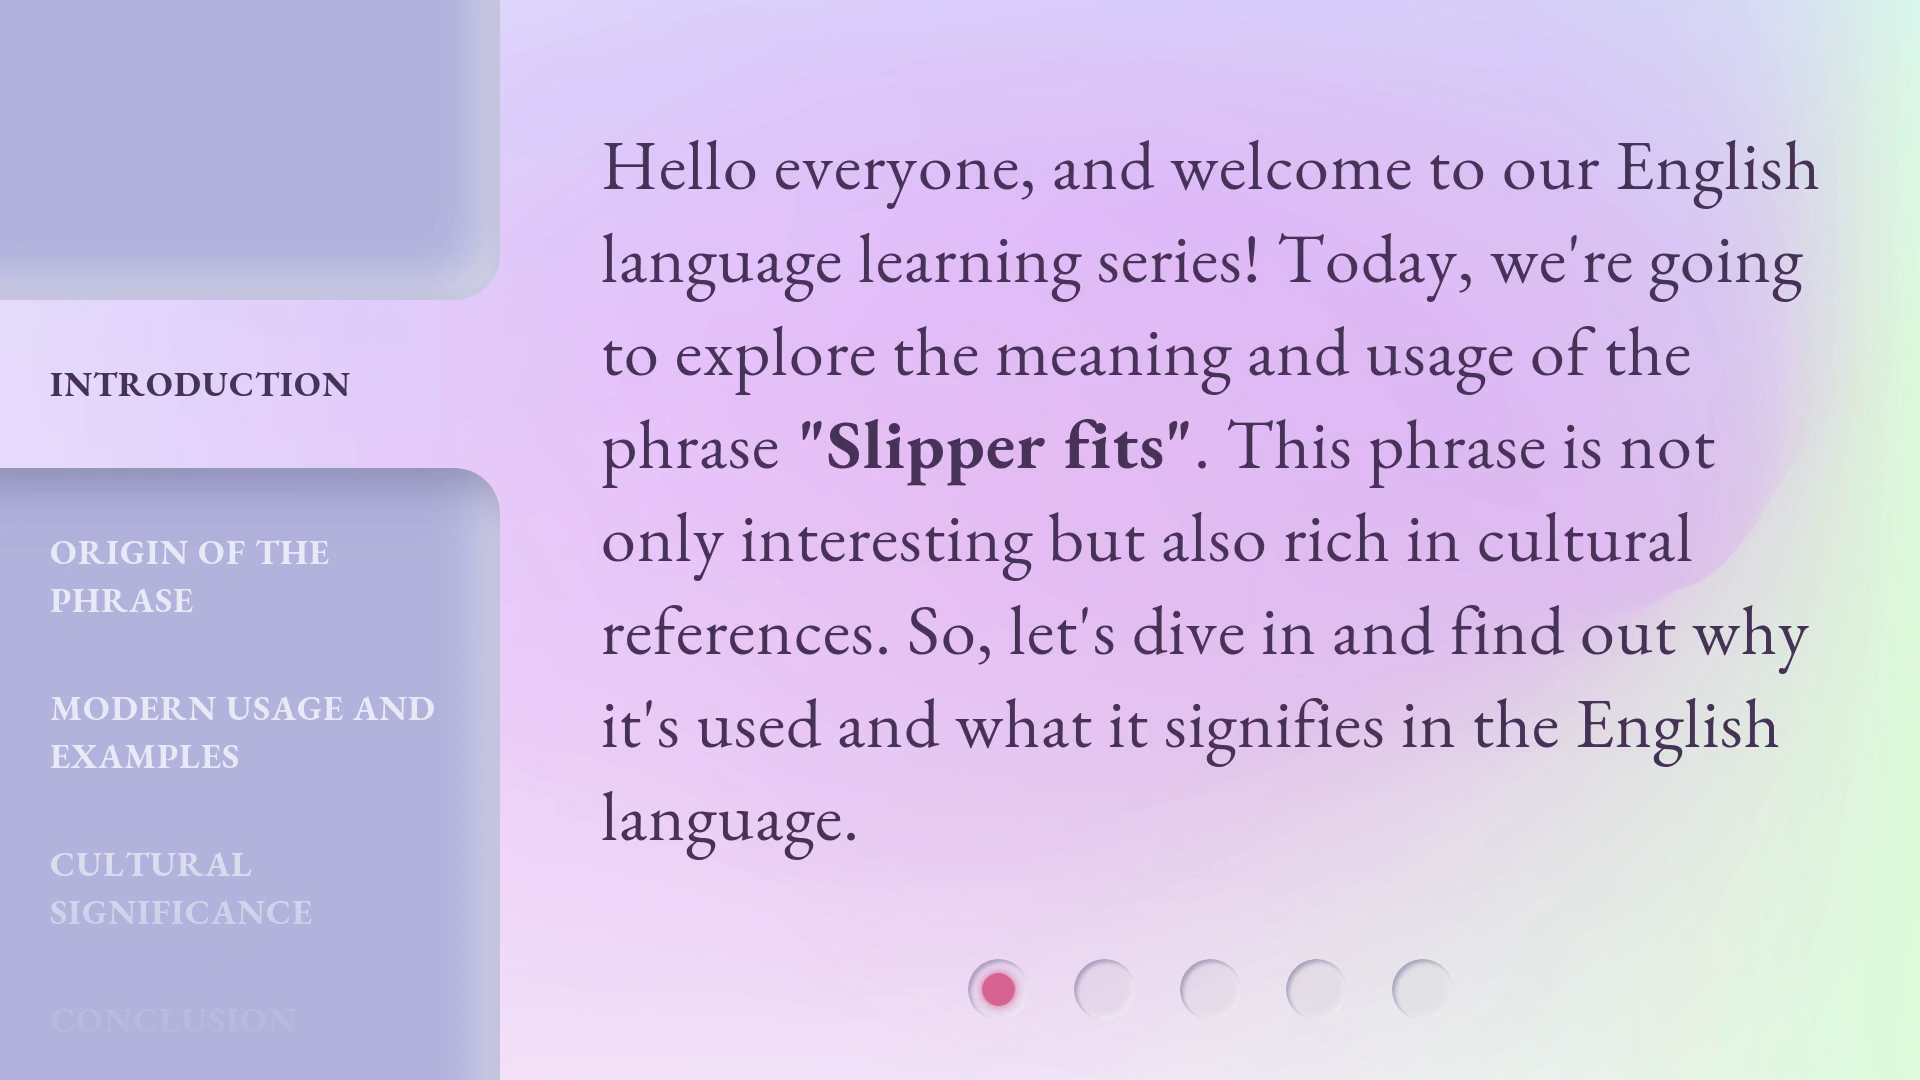 INTRODUCTION
ORIGIN OF THE
PHRASE
MODERN USAGE AND
EXAMPLES
CULTURAL
SIGNIFICANCE
CONCLUSION
Hello everyone, and welcome to our English
language learning series! Today, we're going
to explore the meaning and usage of the
phrase "Slipper fits". This phrase is not
only interesting but also rich in cultural
references. So, let's dive in and find out why
it's used and what it signifies in the English
language.